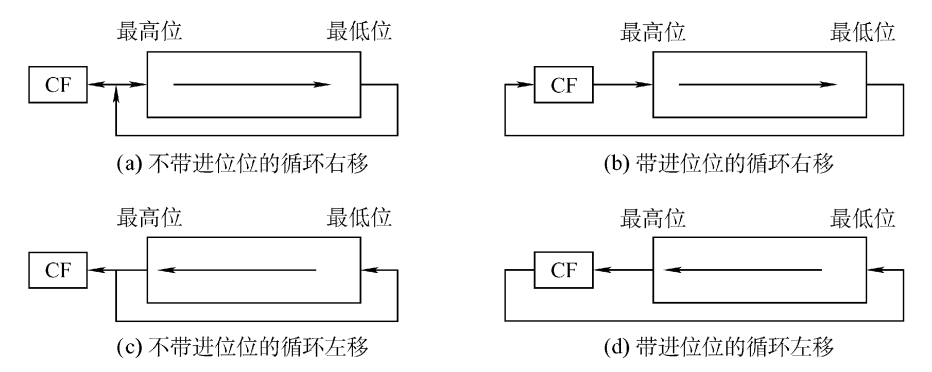 最高位 最低位 最高位 最低位
CF CF
(a) 不带进位位的循环右移 (b) 带进位位的循环右移
最高位 最低位 最高位 最低位
CF CF
(c) 不带进位位的循环左移 (d) 带进位位的循环左移